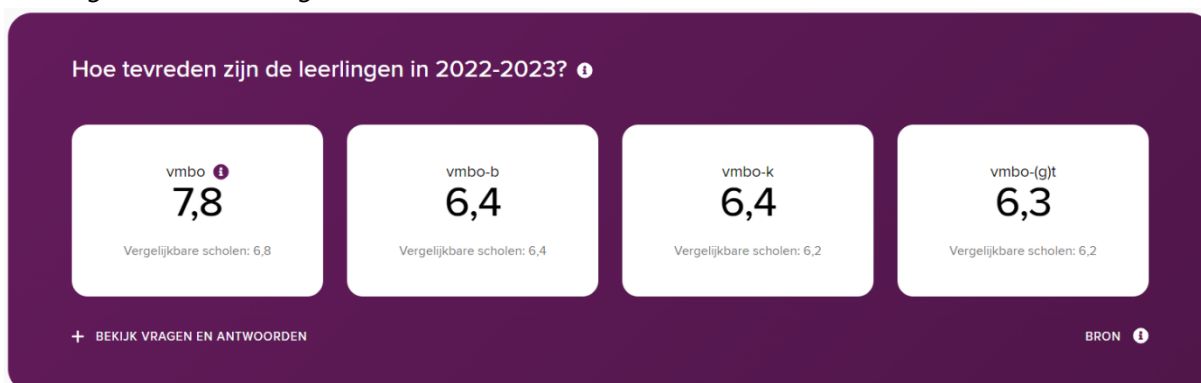 Hoe tevreden zijn de leerlingen in 2022-2023?
vmbo
7,8
Vergelijkbare scholen: 6,8
vmbo-b
6,4
Vergelijkbare scholen: 6,4
vmbo-k
6,4
Vergelijkbare scholen: 6,2
vmbo-(g)t
6,3
Vergelijkbare scholen: 6,2
+ BEKIJK VRAGEN EN ANTWOORDEN
BRON